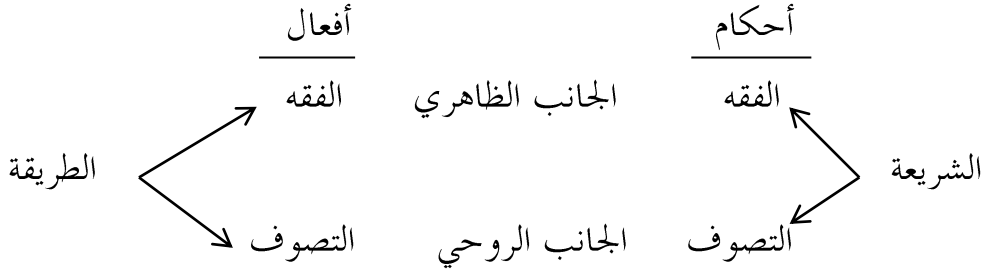 أحكام أفعال
الفقه الجانب الظاهري الفقه
الشريعة الطريقة
التصوف الجانب الروحي التصوف